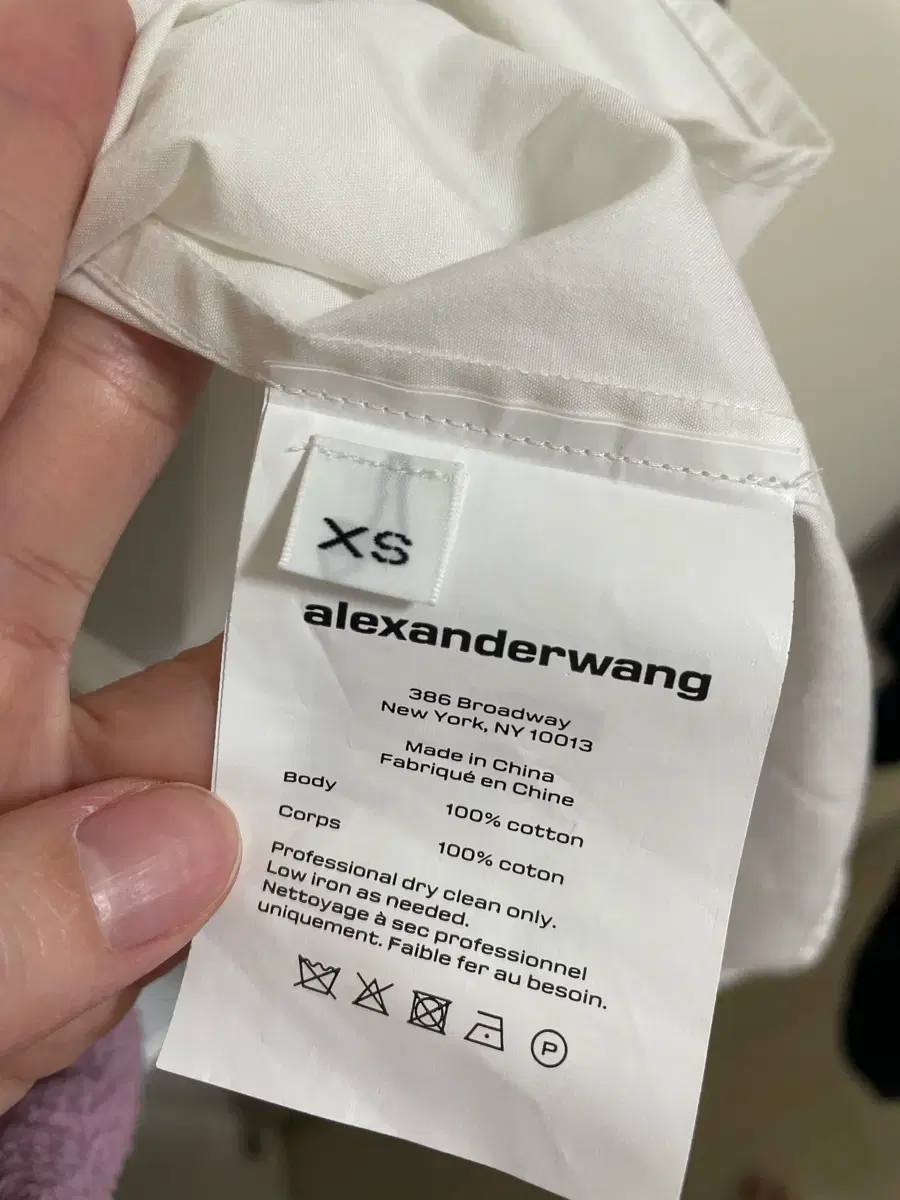 XS
alexanderwang
386 Broadway
New York, NY 10013
Made in China
Fabriqué en Chine
Body 100% cotton
Corps 100% coton
Professional dry clean only.
Low iron as needed.
Nettoyage à sec professionnel
uniquement. Faible fer au besoin.
P